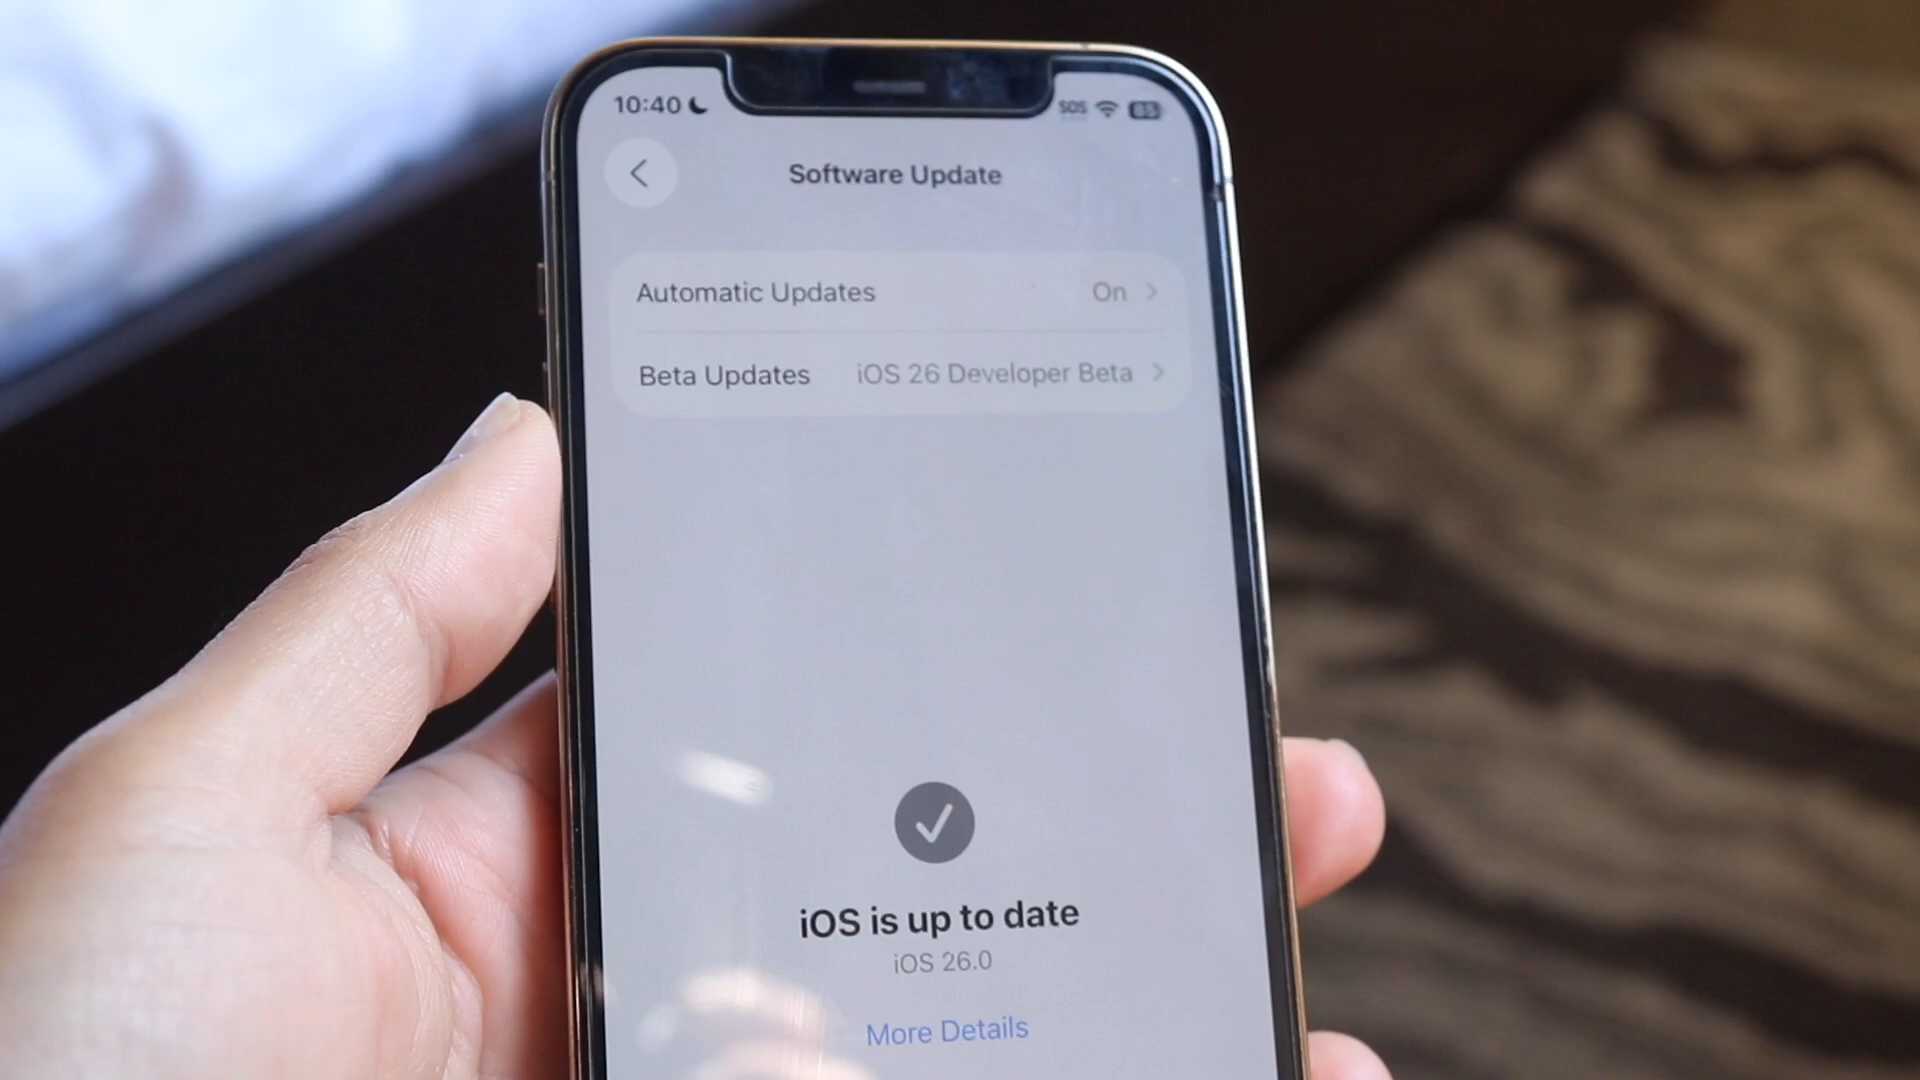 10:40 SOS 85
Software Update
Automatic Updates On
Beta Updates iOS 26 Developer Beta
iOS is up to date
iOS 26.0
More Details